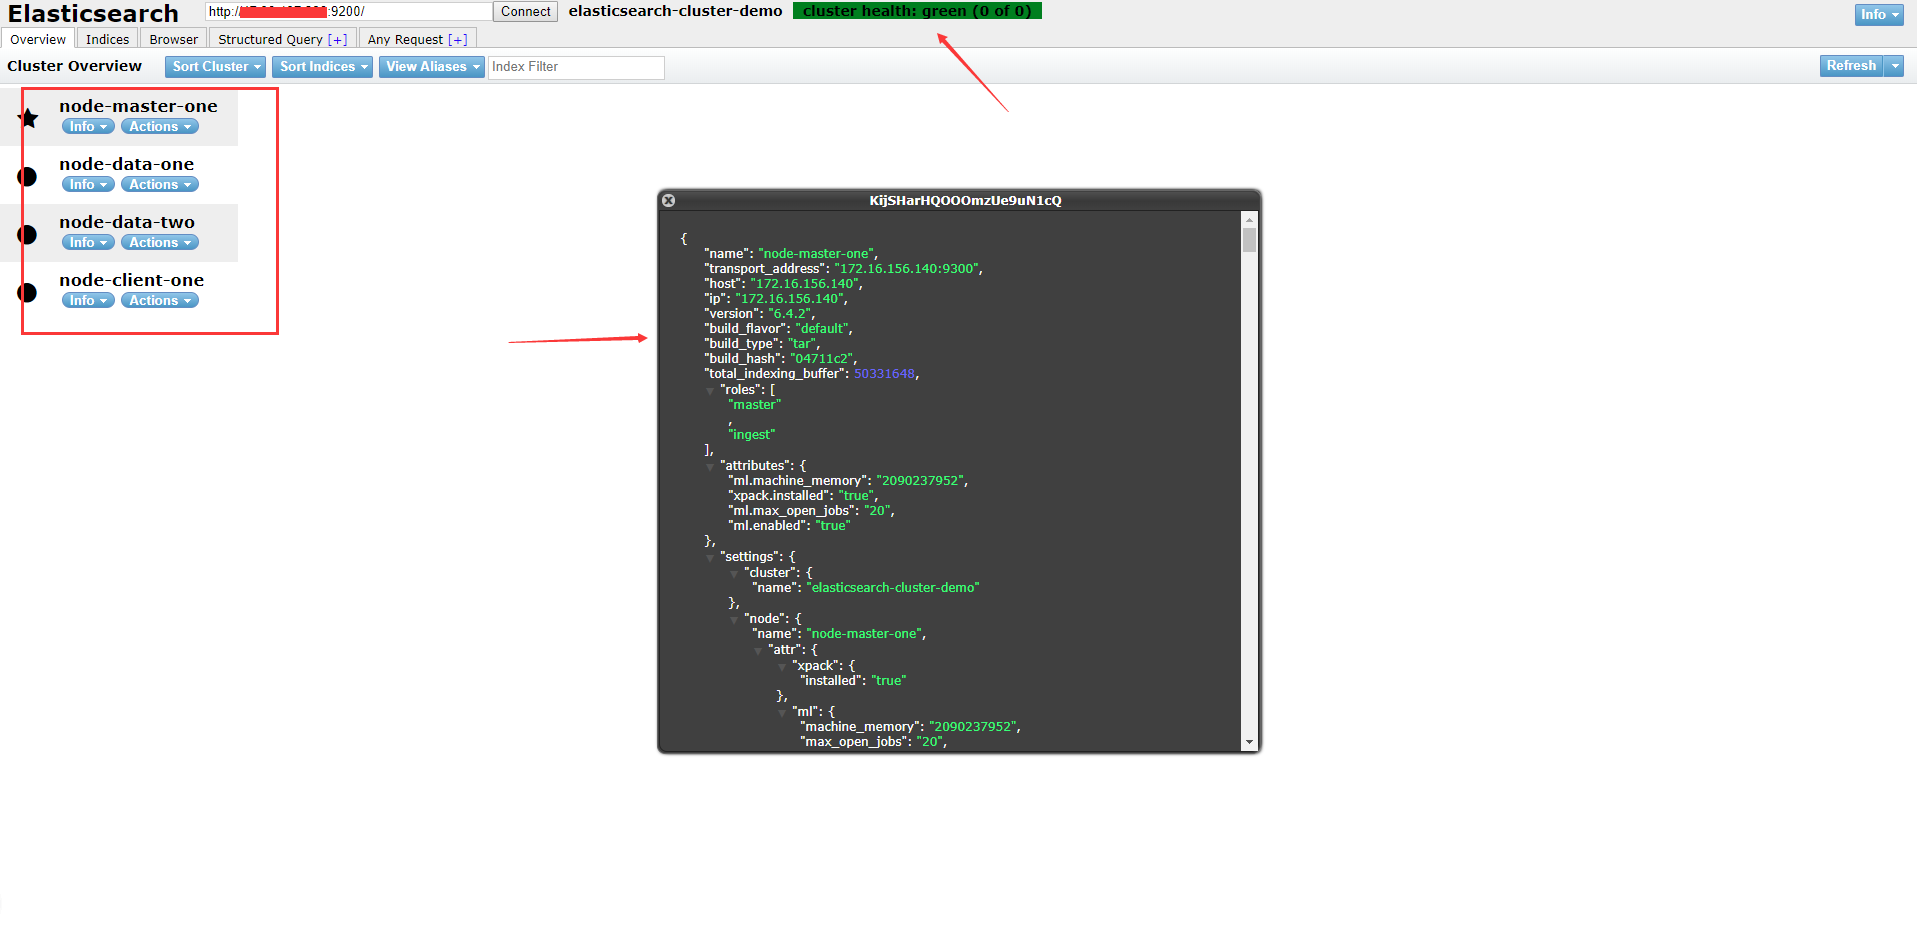 Elasticsearch
http:// :9200/
Connect
elasticsearch-cluster-demo
cluster health: green (0 of 0)
Info
Overview
Indices
Browser
Structured Query [+]
Any Request [+]
Cluster Overview
Sort Cluster
Sort Indices
View Aliases
Index Filter
Refresh
node-master-one
Info Actions
node-data-one
Info Actions
node-data-two
Info Actions
node-client-one
Info Actions
KijSHarHQOOOmzUe9uN1cQ
{
"name": "node-master-one",
"transport_address": "172.16.156.140:9300",
"host": "172.16.156.140",
"ip": "172.16.156.140",
"version": "6.4.2",
"build_flavor": "default",
"build_type": "tar",
"build_hash": "04711c2",
"total_indexing_buffer": 50331648,
"roles": [
"master"
,
"ingest"
],
"attributes": {
"ml.machine_memory": "2090237952",
"xpack.installed": "true",
"ml.max_open_jobs": "20",
"ml.enabled": "true"
},
"settings": {
"cluster": {
"name": "elasticsearch-cluster-demo"
},
"node": {
"name": "node-master-one",
"attr": {
"xpack": {
"installed": "true"
},
"ml": {
"machine_memory": "2090237952",
"max_open_jobs": "20",